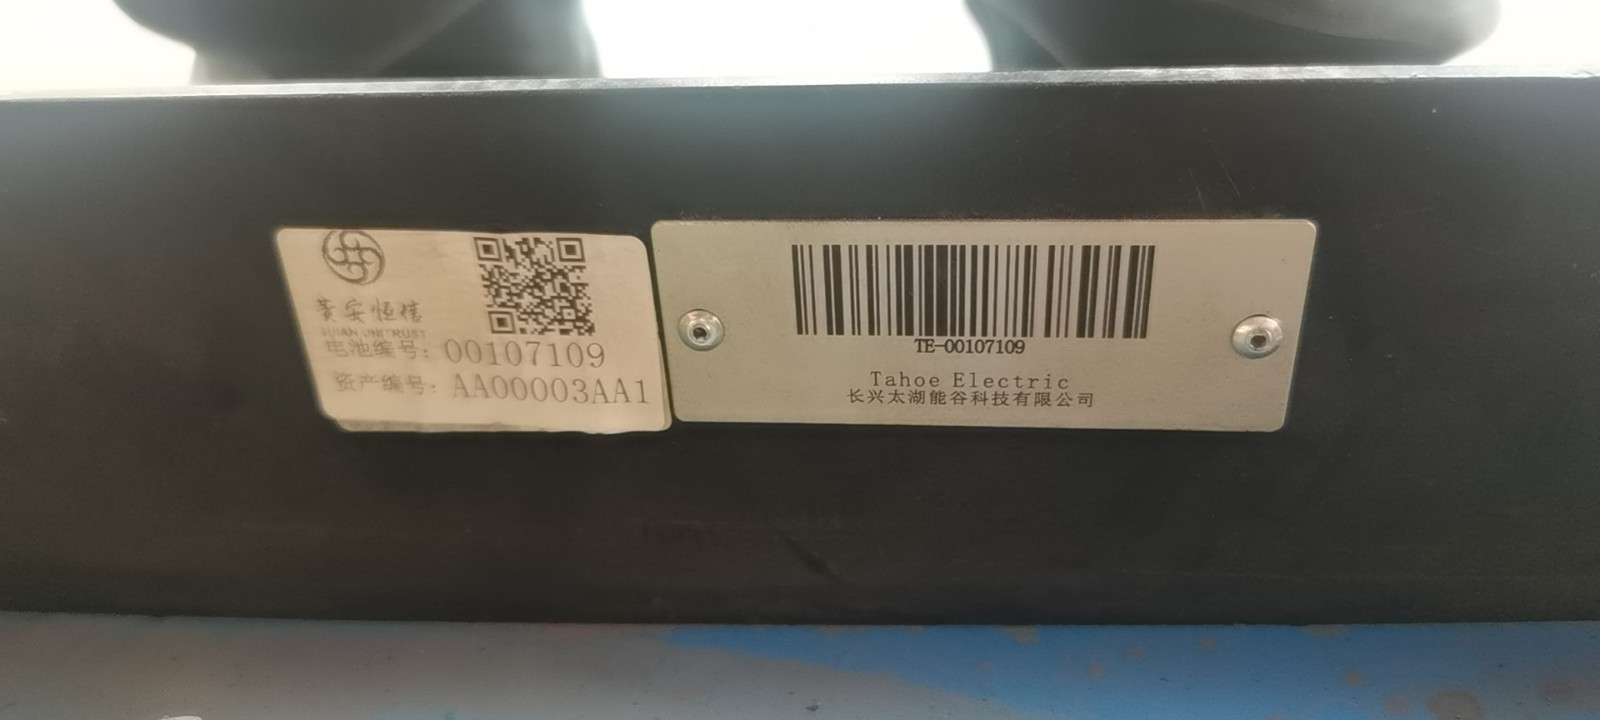 安恒信
UNITRUST
电池编号：00107109
资产编号：AA00003AA1
TE-00107109
Tahoe Electric
长兴太湖能谷科技有限公司